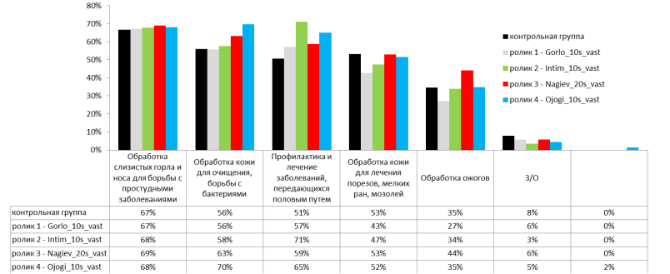 80%
70%
60%
50%
40%
30%
20%
10%
0%
контрольная группа
ролик 1 - Gorlo_10s_vast
ролик 2 - Intim_10s_vast
ролик 3 - Nagiev_20s_vast
ролик 4 - Ojogi_10s_vast
Обработка слизистых горла и носа для борьбы с простудными заболеваниями
Обработка кожи для очищения, борьбы с бактериями
Профилактика и лечение заболеваний, передающихся половым путем
Обработка кожи для лечения порезов, мелких ран, мозолей
Обработка ожогов
З/О
контрольная группа 67% 56% 51% 53% 35% 8% 0%
ролик 1 - Gorlo_10s_vast 67% 56% 57% 43% 27% 6% 0%
ролик 2 - Intim_10s_vast 68% 58% 71% 47% 34% 3% 0%
ролик 3 - Nagiev_20s_vast 69% 63% 59% 53% 44% 6% 0%
ролик 4 - Ojogi_10s_vast 68% 70% 65% 52% 35% 5% 2%